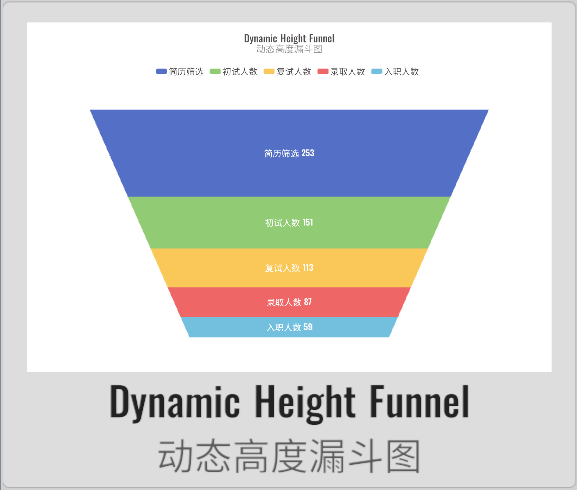 Dynamic Height Funnel
动态高度漏斗图
简历筛选 初试人数 复试人数 录取人数 入职人数
简历筛选 253
初试人数 151
复试人数 113
录取人数 87
入职人数 59
Dynamic Height Funnel
动态高度漏斗图